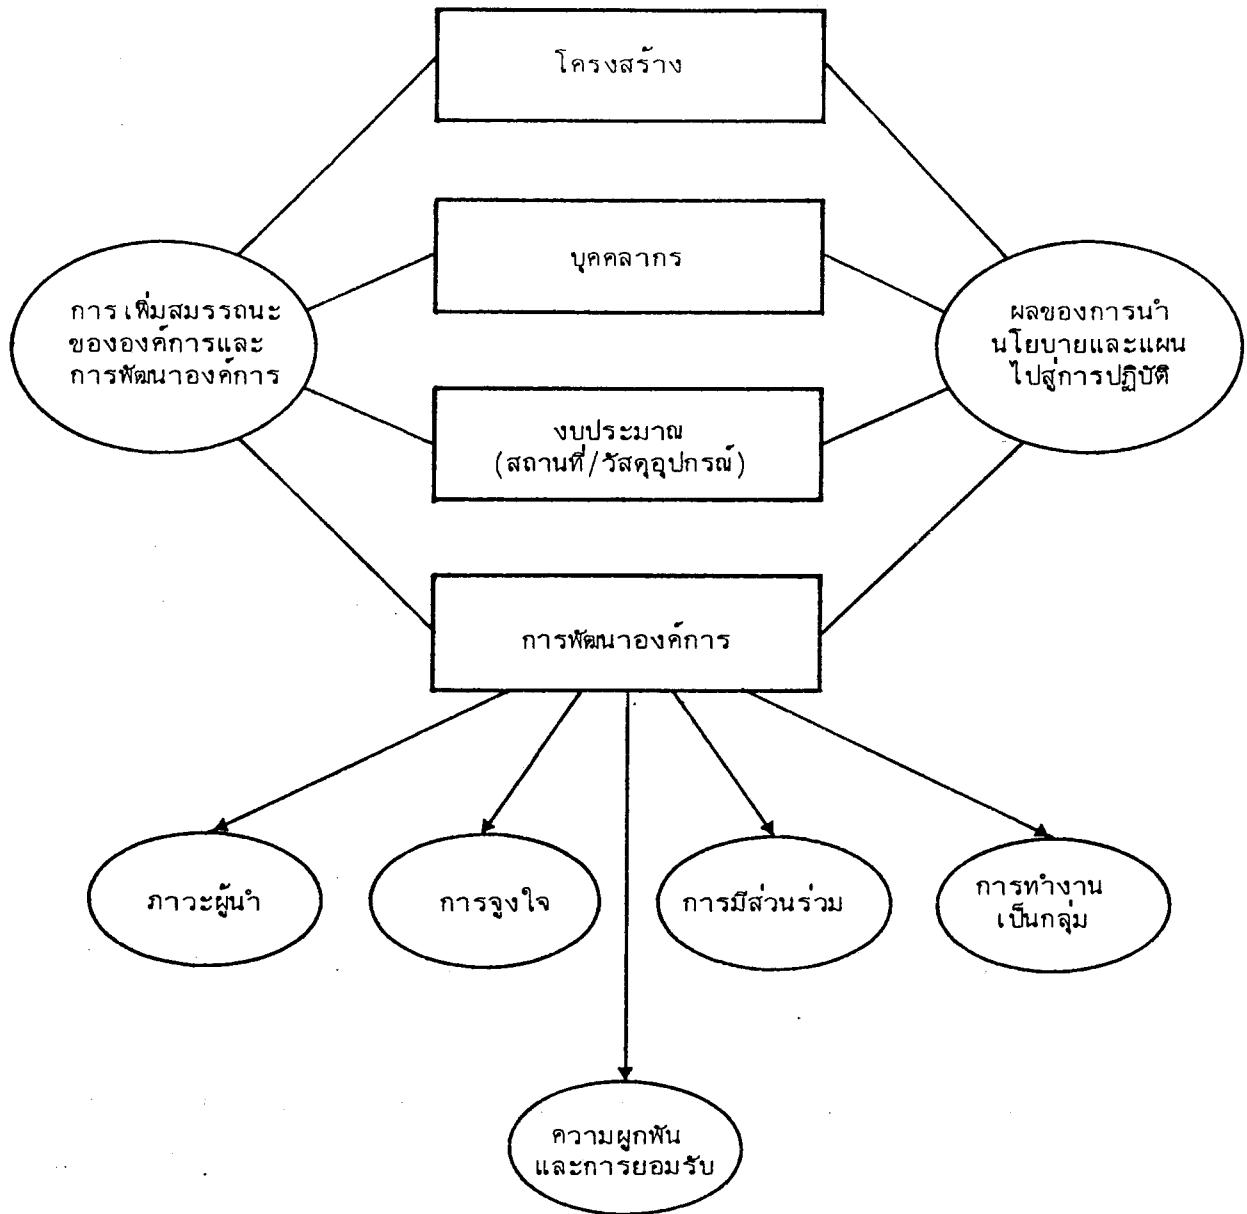 โครงสร้าง
บุคคลากร
การเพิ่มสมรรถนะ
ขององค์การและ
การพัฒนาองค์การ
ผลของการนำ
นโยบายและแผน
ไปสู่การปฏิบัติ
งบประมาณ
(สถานที่/วัสดุอุปกรณ์)
การพัฒนาองค์การ
ภาวะผู้นำ
การจูงใจ
การมีส่วนร่วม
การทำงาน
เป็นกลุ่ม
ความผูกพัน
และการยอมรับ